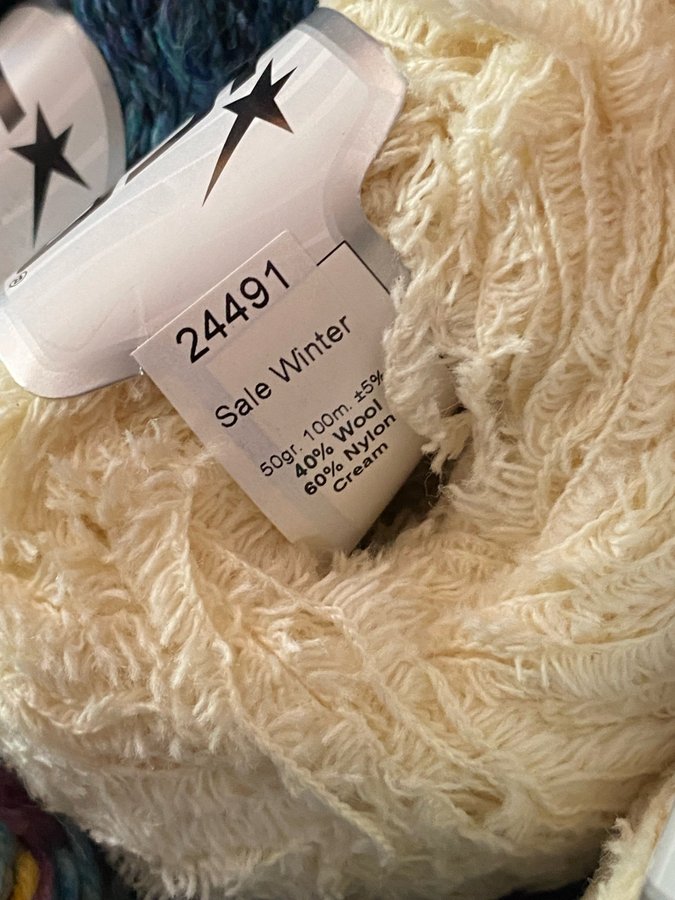 24491
Sale Winter
50gr. 100m. ±5%
40% Wool
60% Nylon
Cream